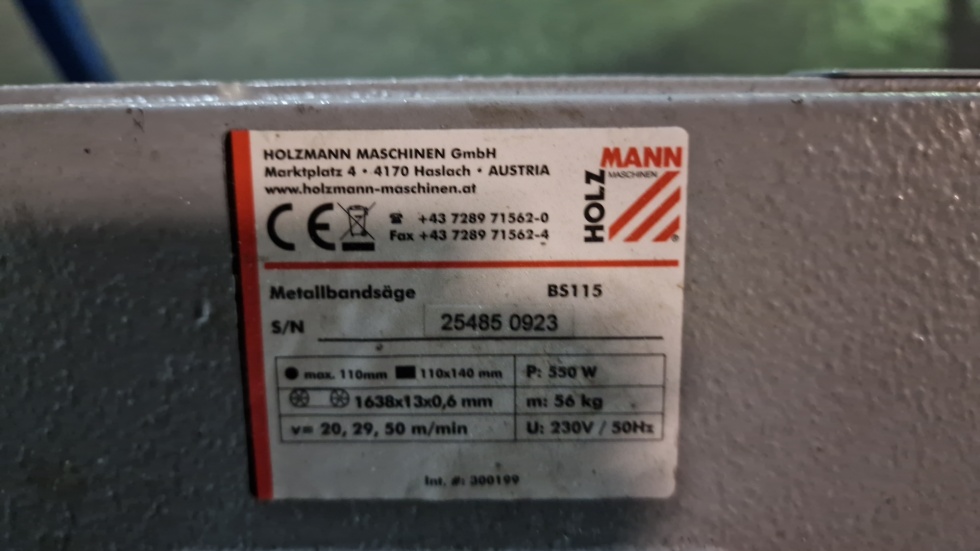 HOLZMANN MASCHINEN GmbH
Marktplatz 4 • 4170 Haslach • AUSTRIA
www.holzmann-maschinen.at
CE
☎ +43 7289 71562-0
Fax +43 7289 71562-4
HOLZ
MANN
MASCHINEN
®
Metallbandsäge BS115
S/N 25485 0923
max. 110mm 110x140 mm P: 550 W
1638x13x0,6 mm m: 56 kg
v= 20, 29, 50 m/min U: 230V / 50Hz
Int. #: 300199